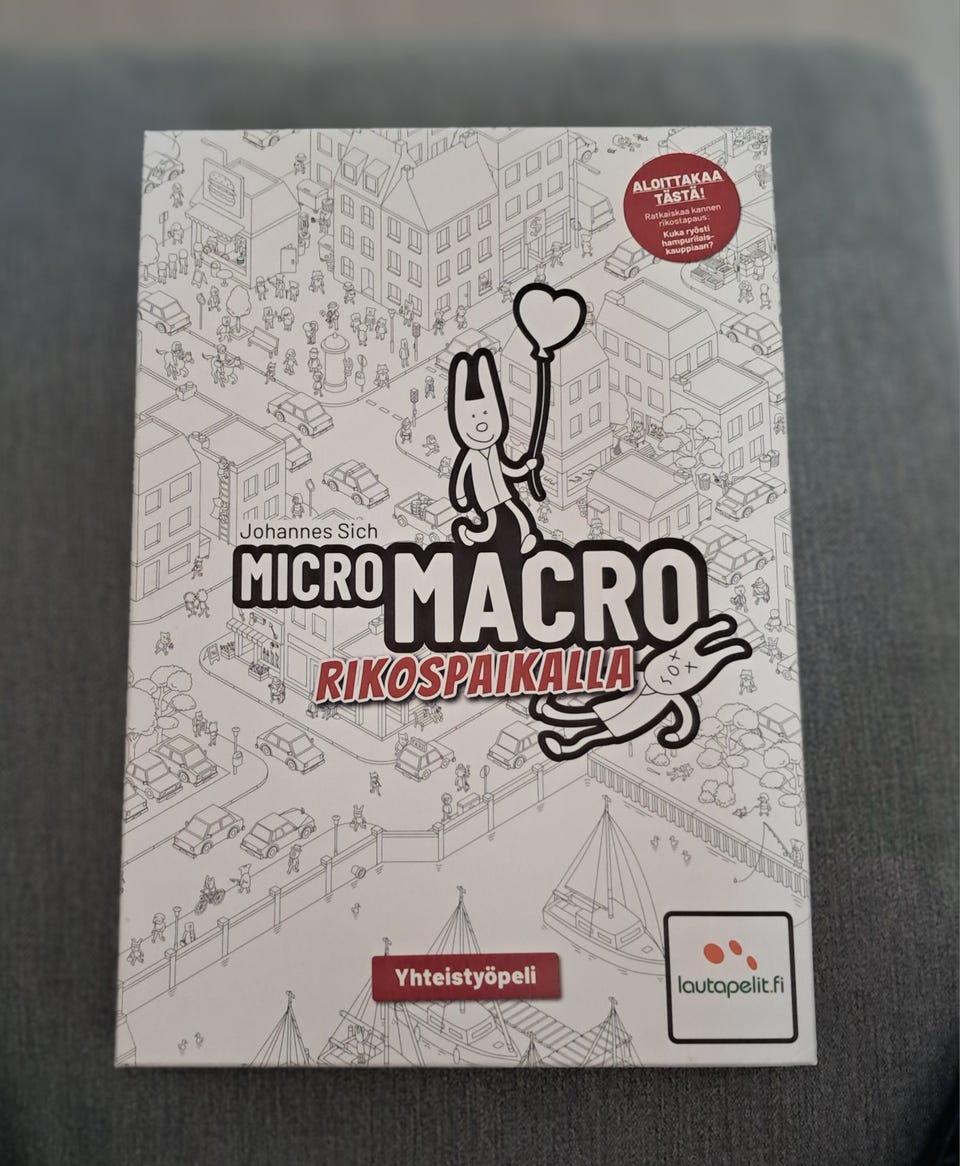 ALOITTAKAA
TÄSTÄ!
Ratkaiskaa kannen
rikostapaus:
Kuka ryösti
hampurilais-
kauppiaan?
Johannes Sich
MICRO MACRO
RIKOSPAIKALLA
Yhteistyöpeli
lautapelit.fi